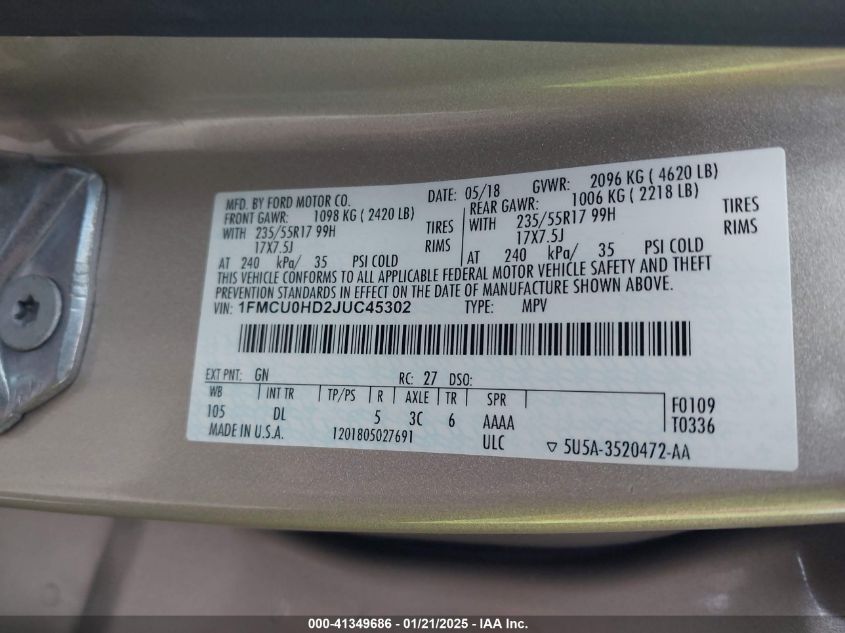 MFD. BY FORD MOTOR CO. DATE: 05/18 GVWR: 2096 KG ( 4620 LB)
FRONT GAWR: 1098 KG ( 2420 LB) REAR GAWR: 1006 KG ( 2218 LB)
WITH 235/55R17 99H TIRES WITH 235/55R17 99H TIRES
17X7.5J RIMS 17X7.5J RIMS
AT 240 kPa/ 35 PSI COLD AT 240 kPa/ 35 PSI COLD
THIS VEHICLE CONFORMS TO ALL APPLICABLE FEDERAL MOTOR VEHICLE SAFETY AND THEFT
PREVENTION STANDARDS IN EFFECT ON THE DATE OF MANUFACTURE SHOWN ABOVE.
VIN: 1FMCU0HD2JUC45302 TYPE: MPV
EXT PNT: GN RC: 27 DSO:
WB INT TR TP/PS R AXLE TR SPR F0109
105 DL 5 3C 6 AAAA T0336
MADE IN U.S.A. 1201805027691 ULC ▽ 5U5A-3520472-AA
000-41349686 / 01/21/2025 - IAA Inc.